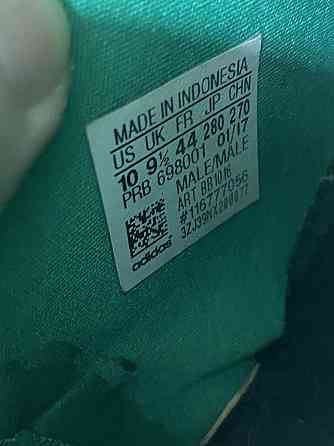 MADE IN INDONESIA
US UK FR JP CHN
10 9½ 44 280 270
PRB 698001 01/17
MALE/MALE
ART BB1016
#116777056
adidas